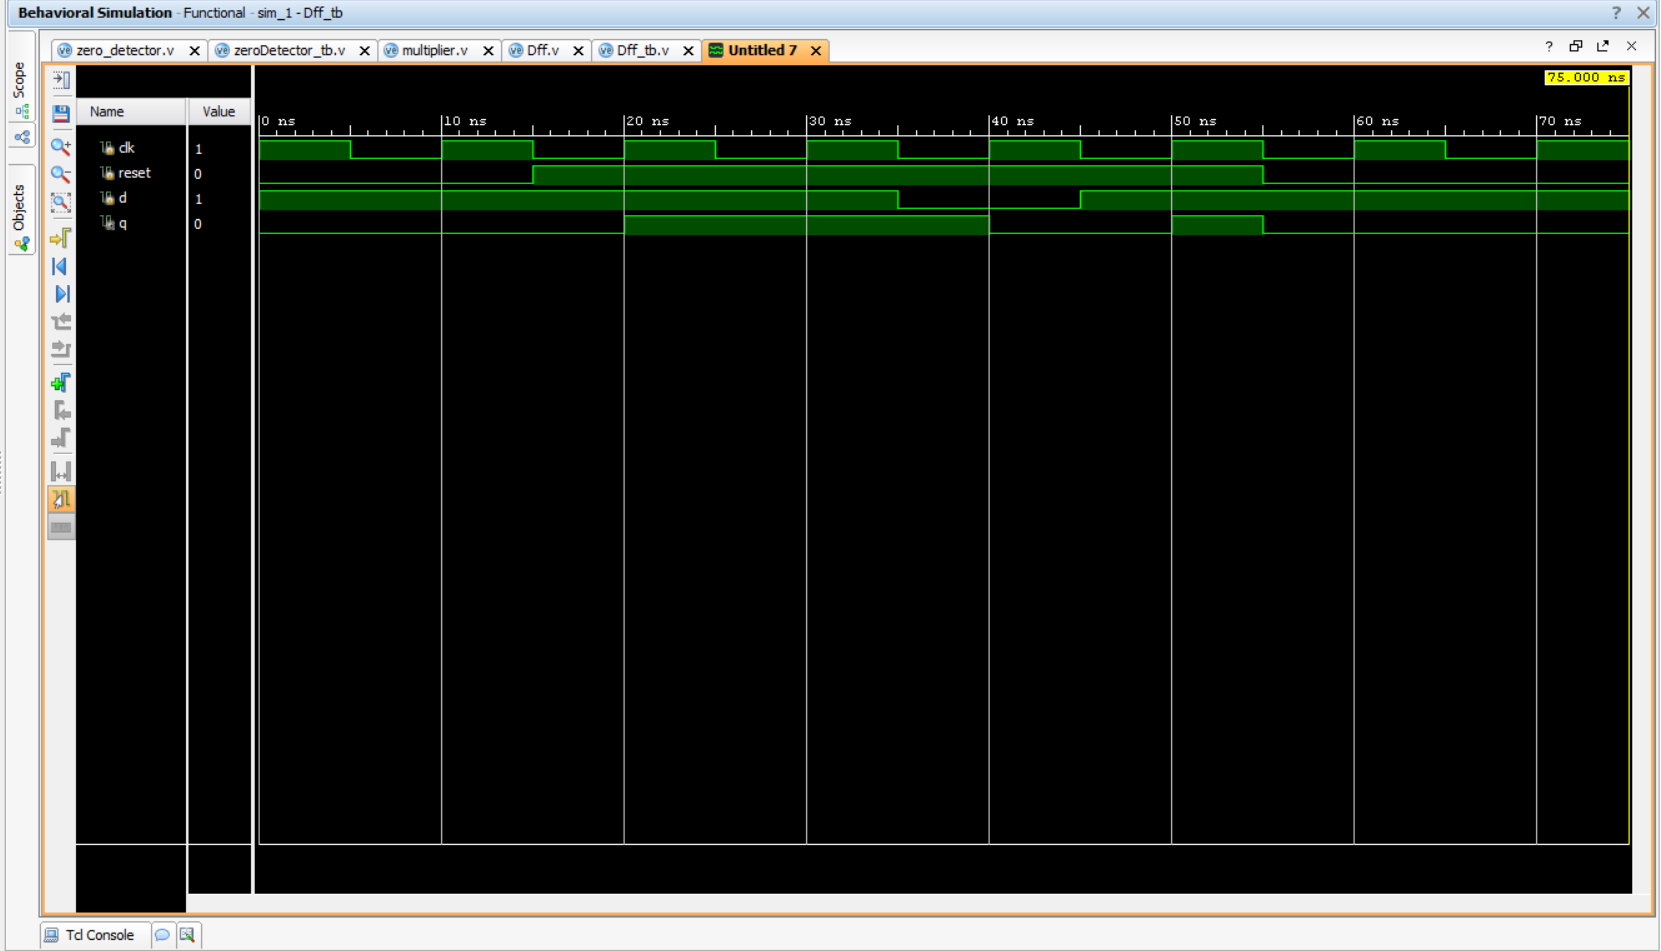 Behavioral Simulation - Functional - sim_1 - Dff_tb
Scope
Objects
zero_detector.v
zeroDetector_tb.v
multiplier.v
Dff.v
Dff_tb.v
Untitled 7
75.000 ns
Name Value
0 ns 10 ns 20 ns 30 ns 40 ns 50 ns 60 ns 70 ns
clk 1
reset 0
d 1
q 0
Tcl Console